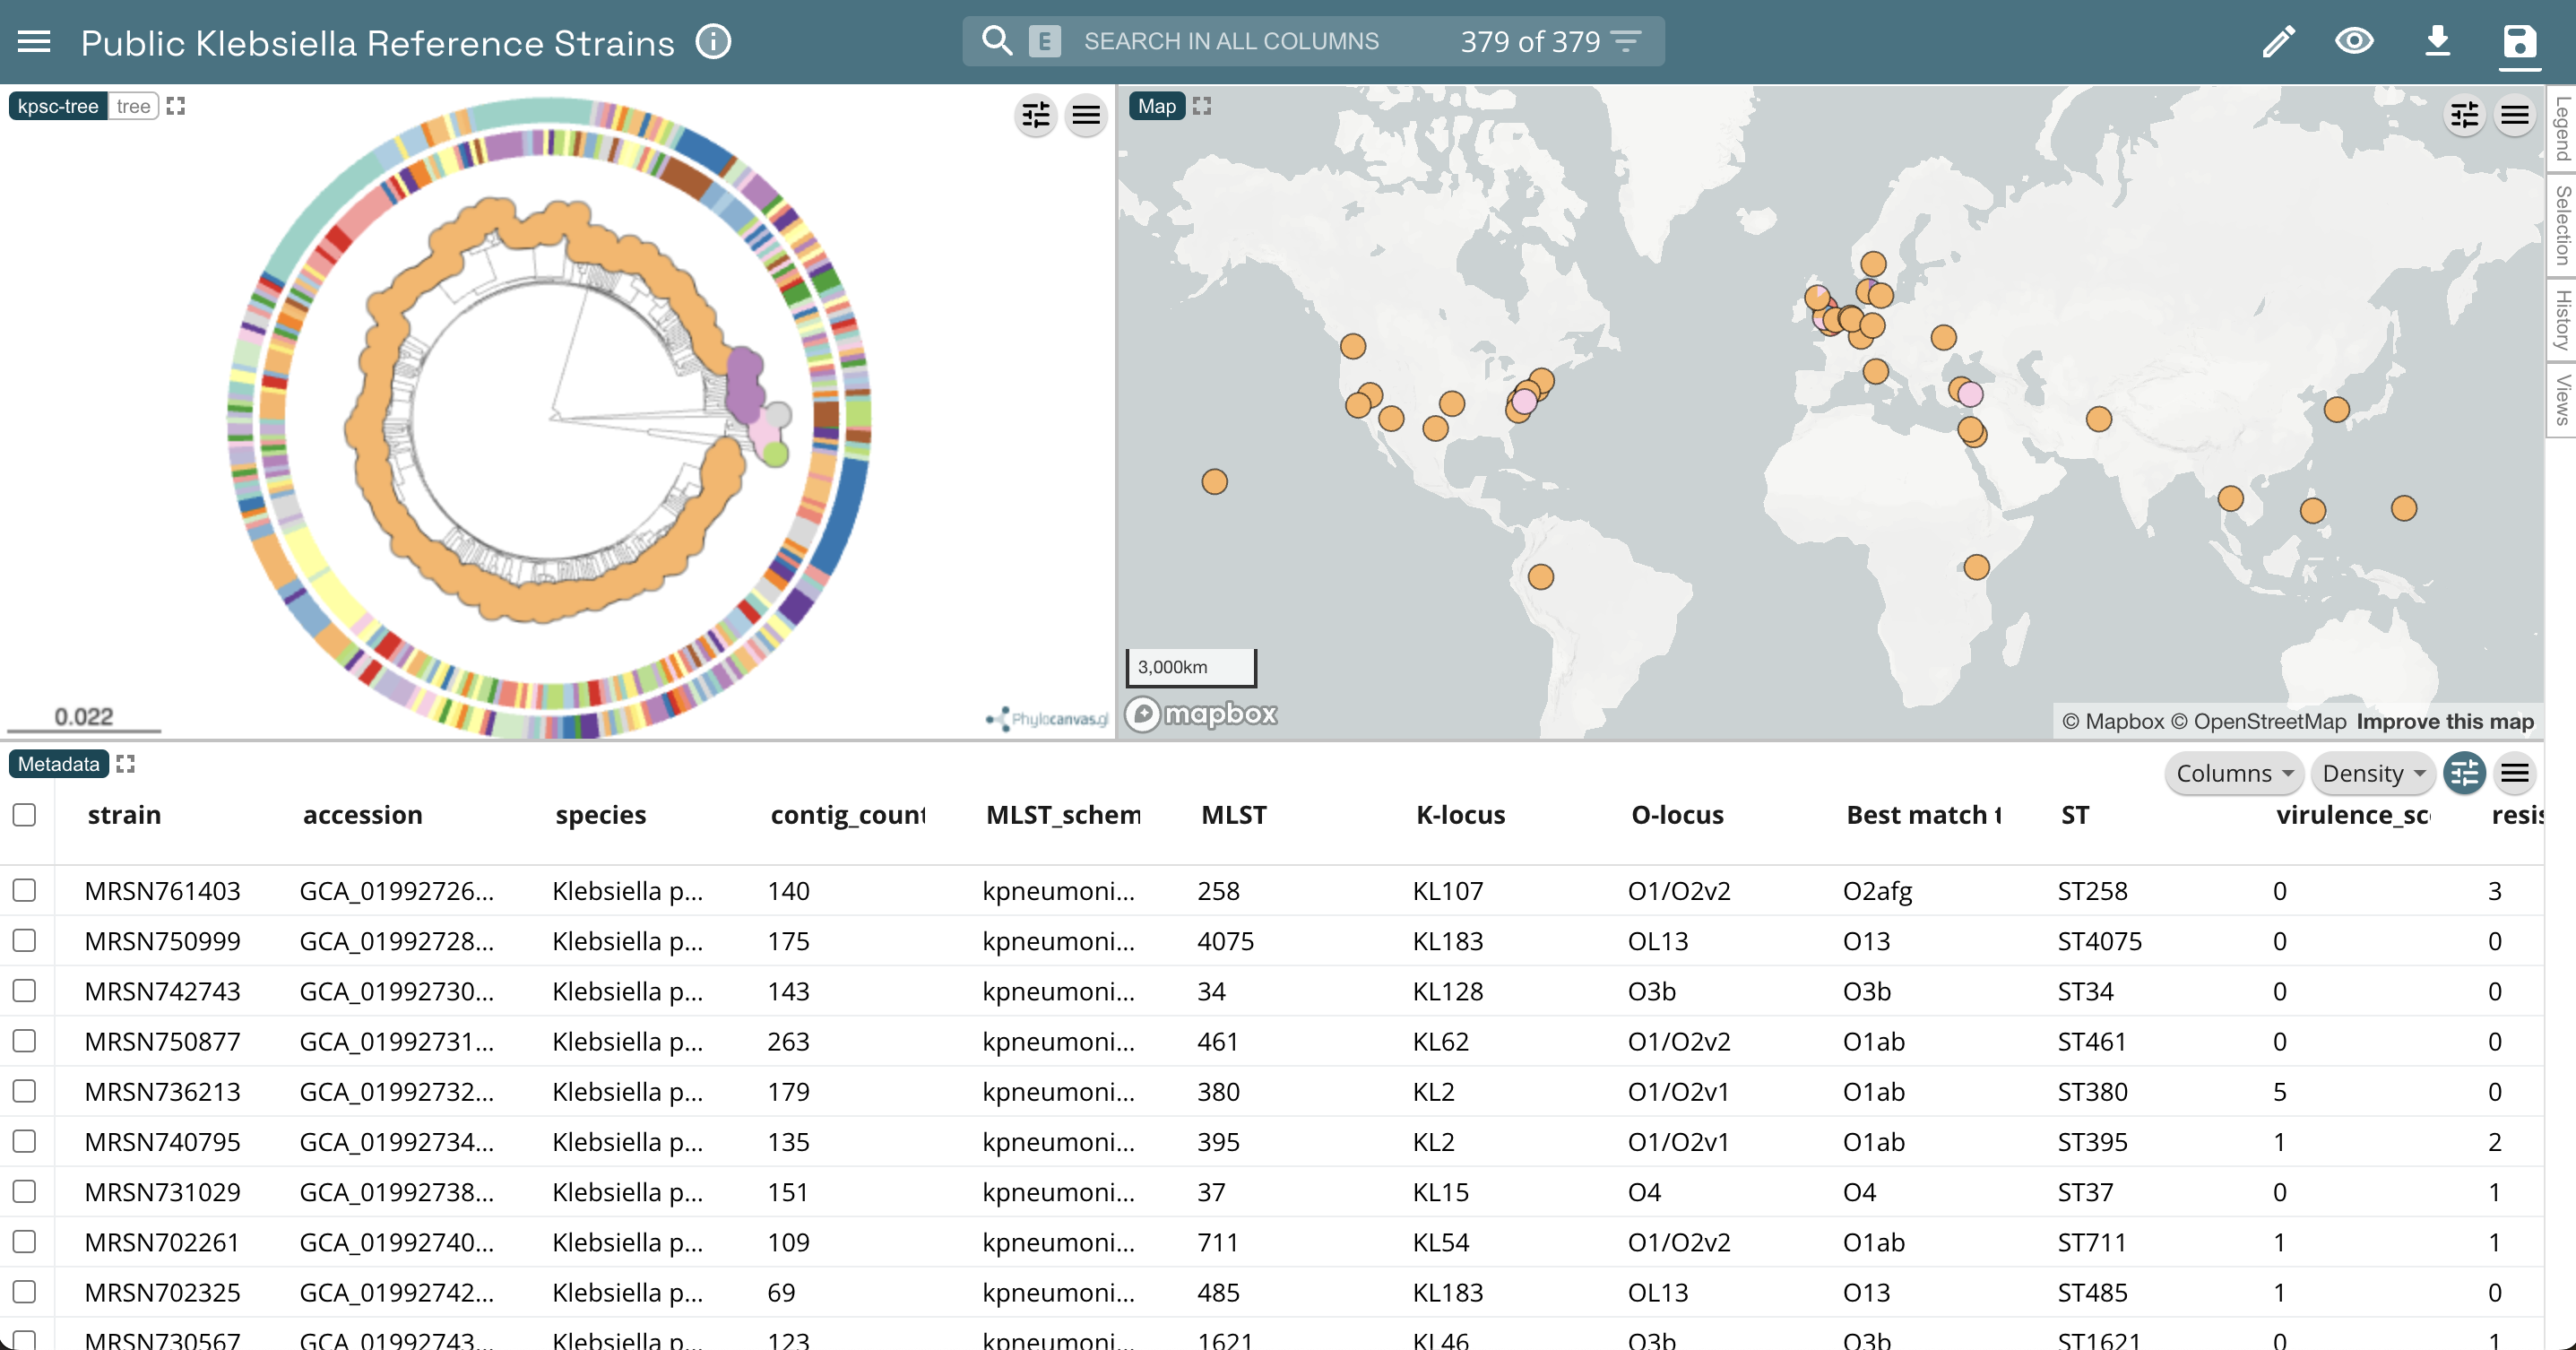 Public Klebsiella Reference Strains
E SEARCH IN ALL COLUMNS 379 of 379
kpsc-tree tree
0.022
Phylocanvas.gl
Map
3,000km
mapbox
© Mapbox © OpenStreetMap Improve this map
Legend
Selection
History
Views
Metadata
Columns Density
strain accession species contig_count MLST_schem MLST K-locus O-locus Best match t ST virulence_sc resis
MRSN761403 GCA_01992726... Klebsiella p... 140 kpneumoni... 258 KL107 O1/O2v2 O2afg ST258 0 3
MRSN750999 GCA_01992728... Klebsiella p... 175 kpneumoni... 4075 KL183 OL13 O13 ST4075 0 0
MRSN742743 GCA_01992730... Klebsiella p... 143 kpneumoni... 34 KL128 O3b O3b ST34 0 0
MRSN750877 GCA_01992731... Klebsiella p... 263 kpneumoni... 461 KL62 O1/O2v2 O1ab ST461 0 0
MRSN736213 GCA_01992732... Klebsiella p... 179 kpneumoni... 380 KL2 O1/O2v1 O1ab ST380 5 0
MRSN740795 GCA_01992734... Klebsiella p... 135 kpneumoni... 395 KL2 O1/O2v1 O1ab ST395 1 2
MRSN731029 GCA_01992738... Klebsiella p... 151 kpneumoni... 37 KL15 O4 O4 ST37 0 1
MRSN702261 GCA_01992740... Klebsiella p... 109 kpneumoni... 711 KL54 O1/O2v2 O1ab ST711 1 1
MRSN702325 GCA_01992742... Klebsiella p... 69 kpneumoni... 485 KL183 OL13 O13 ST485 1 0
MRSN730567 GCA_01992743... Klebsiella p... 123 kpneumoni... 1621 KL46 O3b O3b ST1621 0 1